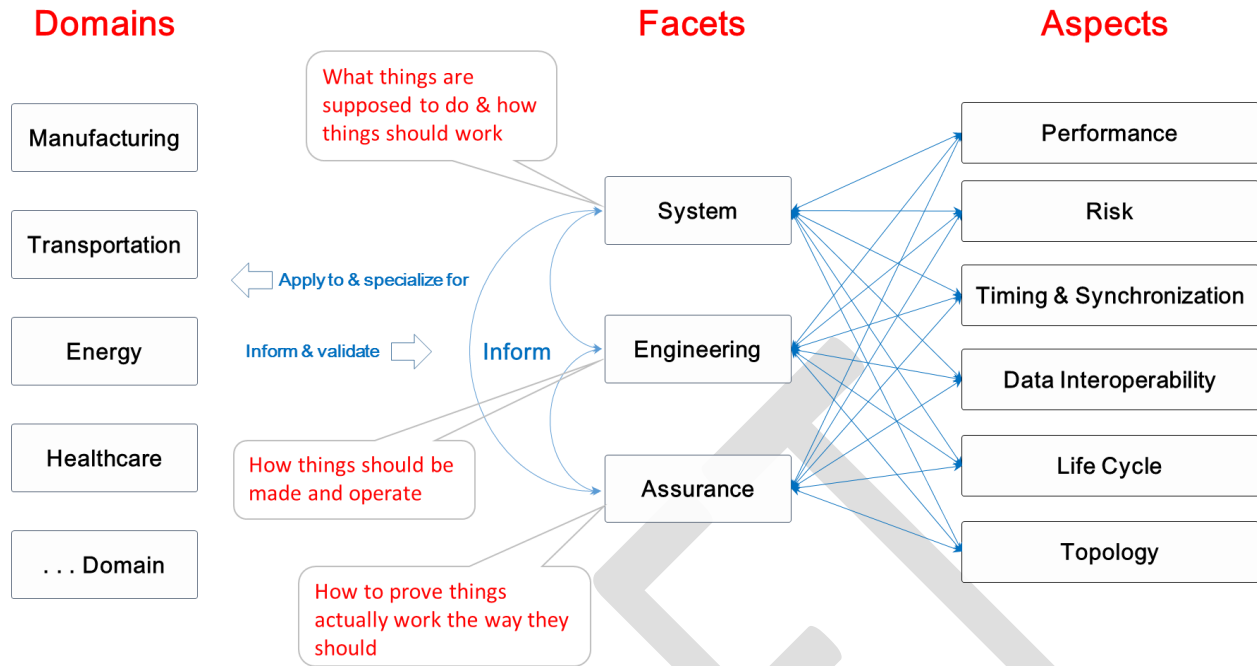 Domains
Facets
Aspects
What things are
supposed to do & how
things should work
Manufacturing
Transportation
Energy
Healthcare
. . . Domain
Apply to & specialize for
Inform & validate
Inform
System
Engineering
Assurance
How things should be
made and operate
How to prove things
actually work the way they
should
Performance
Risk
Timing & Synchronization
Data Interoperability
Life Cycle
Topology